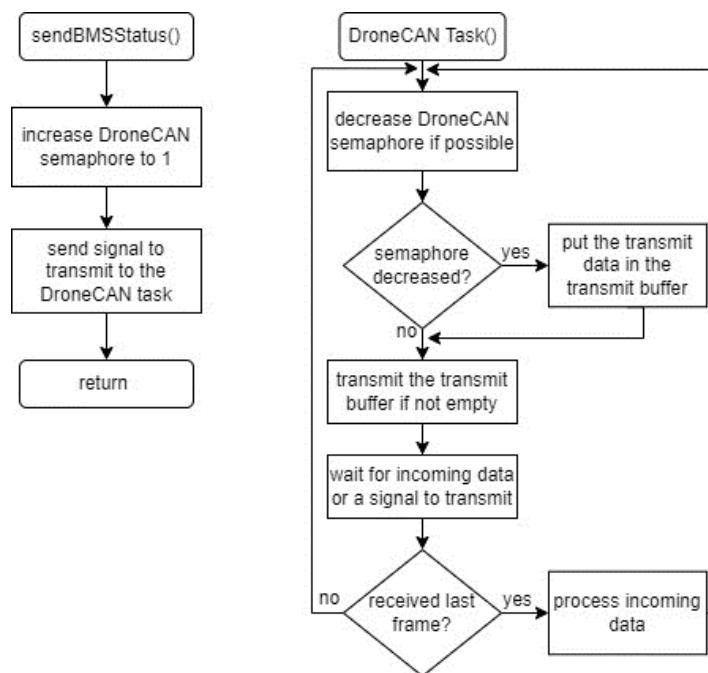 sendBMSStatus()
increase DroneCAN
semaphore to 1
send signal to
transmit to the
DroneCAN task
return
DroneCAN Task()
decrease DroneCAN
semaphore if possible
semaphore
decreased?
yes
put the transmit
data in the
transmit buffer
no
transmit the transmit
buffer if not empty
wait for incoming data
or a signal to transmit
received last
frame?
no
yes
process incoming
data